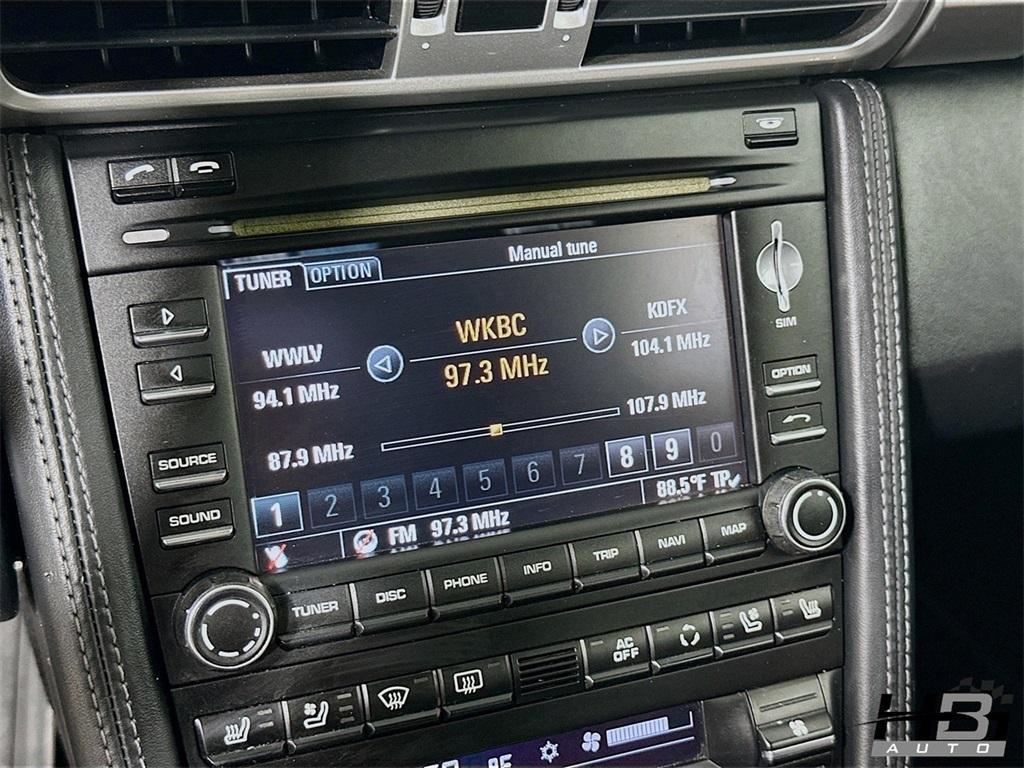 TUNER OPTION Manual tune
WWLV WKBC KDFX
94.1 MHz 97.3 MHz 104.1 MHz
87.9 MHz 107.9 MHz
1 2 3 4 5 6 7 8 9 0
FM 97.3 MHz 88.5°F TP
SOURCE
SOUND
SIM
OPTION
TUNER DISC PHONE INFO TRIP NAVI MAP
AC
OFF
HB
AUTO